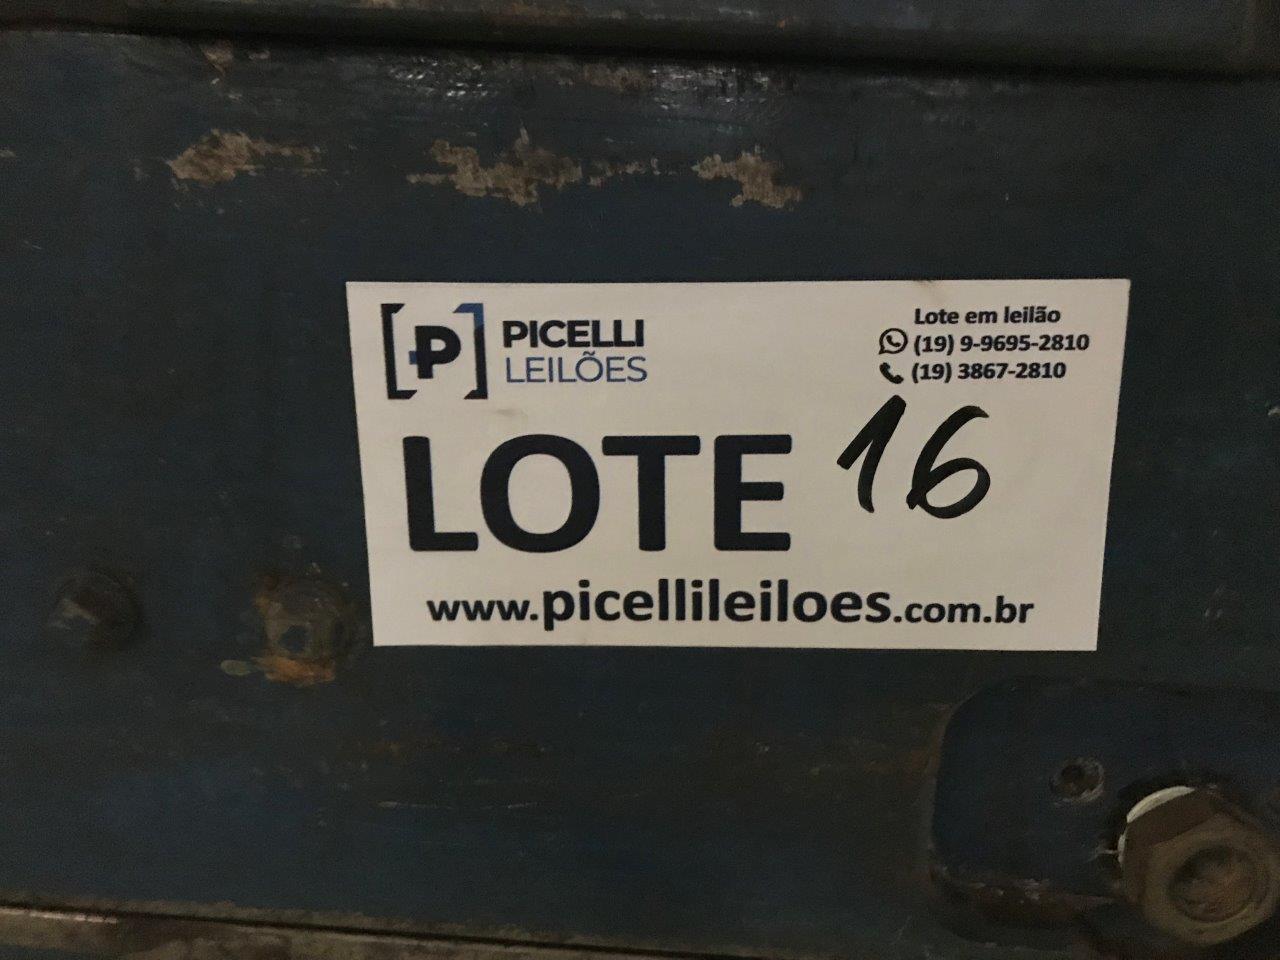 PICELLI
LEILÕES
Lote em leilão
(19) 9-9695-2810
(19) 3867-2810
LOTE 16
www.picellileiloes.com.br